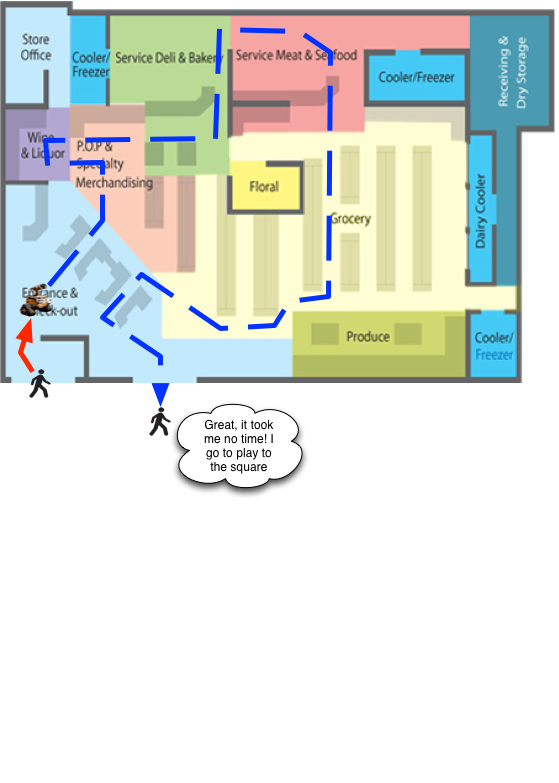 Store
Office
Cooler/
Freezer
Service Deli & Bakery
Service Meat & Seafood
Cooler/Freezer
Receiving &
Dry Storage
Wine
& Liquor
P.O.P &
Specialty
Merchandising
Floral
Grocery
Dairy Cooler
Entrance &
Check-out
Produce
Cooler/
Freezer
Great, it took
me no time! I
go to play to
the square